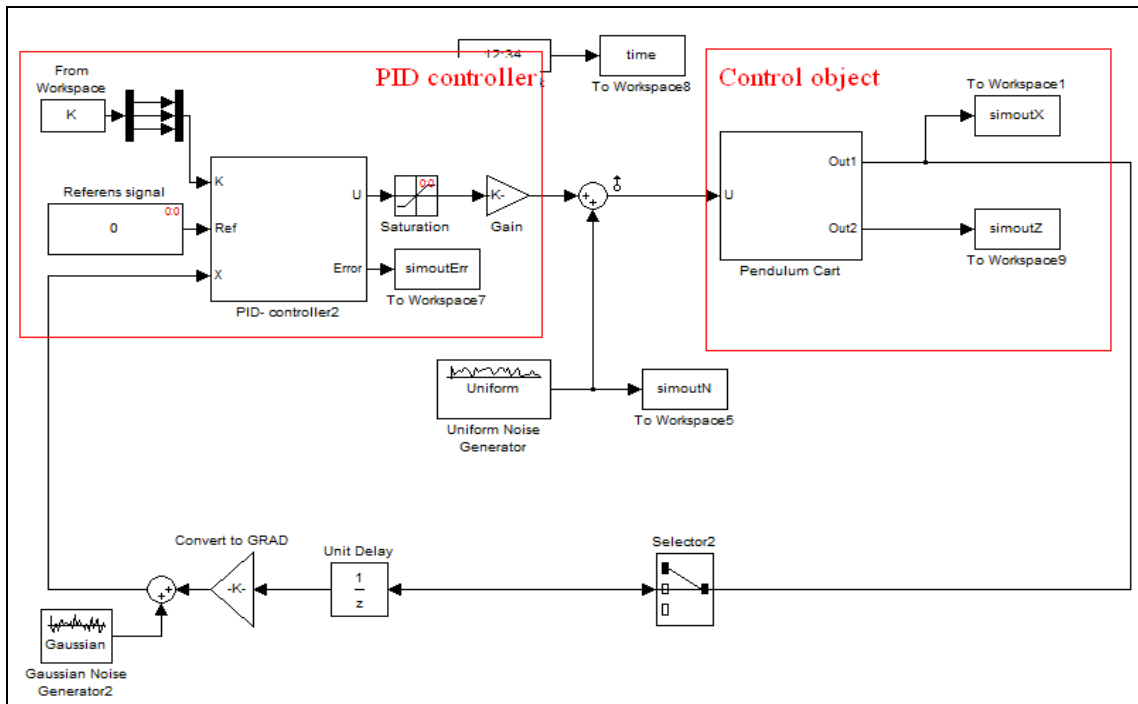 From
Workspace
K
PID controller
12:34
time
To Workspace8
Control object
To Workspace1
simoutX
Referens signal
0:0
0
K
Ref
X
U
Error
PID- controller2
0:0
Saturation
-K-
Gain
simoutErr
To Workspace7
+
+
U
Out1
Out2
Pendulum Cart
simoutZ
To Workspace9
Uniform
Uniform Noise
Generator
simoutN
To Workspace5
Convert to GRAD
-K-
Unit Delay
1
z
Selector2
+
+
Gaussian
Gaussian Noise
Generator2